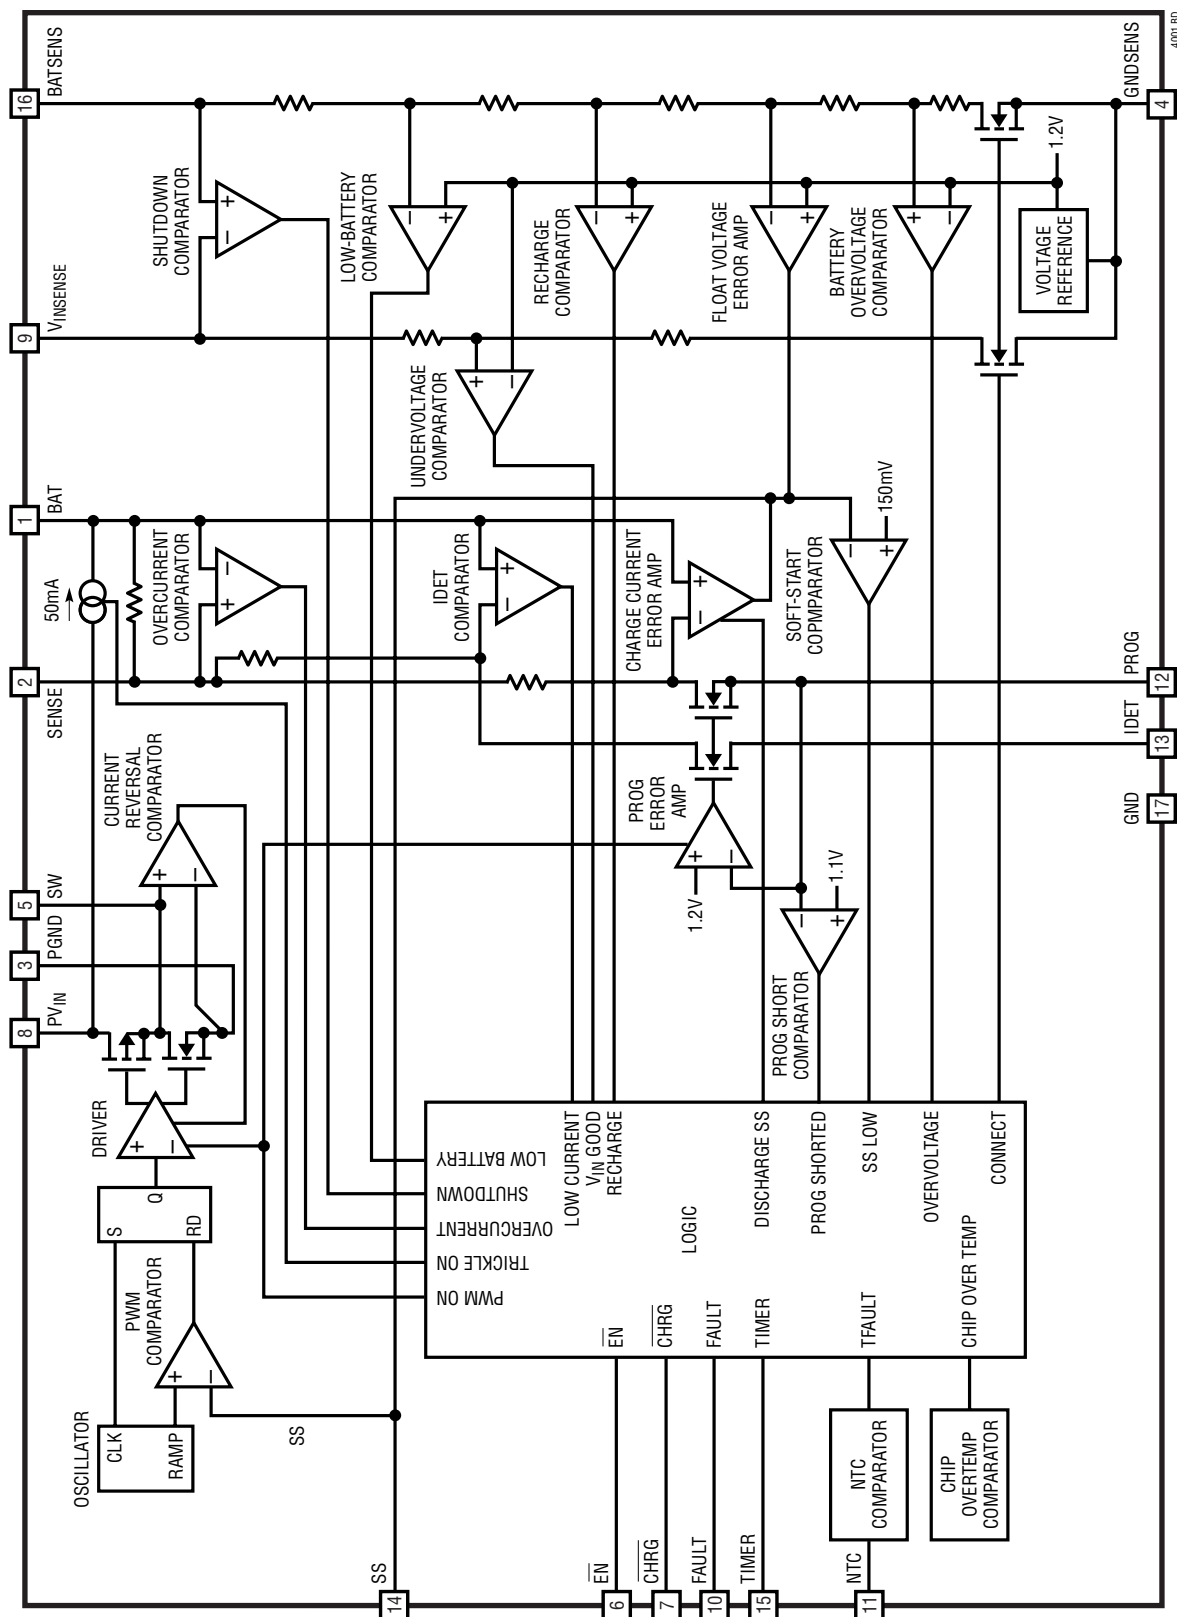 8
3
5
2
1
9
16
PVIN
PGND
SW
SENSE
BAT
VINSENSE
BATSENS
50mA
OSCILLATOR
CLK
RAMP
PWM
COMPARATOR
S
RD
Q
DRIVER
+
−
CURRENT
REVERSAL
COMPARATOR
+
−
OVERCURRENT
COMPARATOR
+
−
SHUTDOWN
COMPARATOR
−
+
+
−
SS
SS
14
LOW-BATTERY
COMPARATOR
−
+
UNDERVOLTAGE
COMPARATOR
+
−
IDET
COMPARATOR
−
+
RECHARGE
COMPARATOR
−
+
PWM ON
TRICKLE ON
OVERCURRENT
SHUTDOWN
LOW BATTERY
LOW CURRENT
VIN GOOD
RECHARGE
DISCHARGE SS
PROG SHORTED
SS LOW
OVERVOLTAGE
CONNECT
LOGIC
EN
CHRG
FAULT
TIMER
TFAULT
CHIP OVER TEMP
EN
6
CHRG
7
FAULT
10
TIMER
15
NTC
11
NTC
COMPARATOR
CHIP
OVERTEMP
COMPARATOR
PROG
ERROR
AMP
1.2V
+
−
CHARGE CURRENT
ERROR AMP
−
+
FLOAT VOLTAGE
ERROR AMP
−
+
PROG SHORT
COMPARATOR
−
+
1.1V
SOFT-START
COPMPARATOR
−
+
150mV
BATTERY
OVERVOLTAGE
COMPARATOR
+
−
VOLTAGE
REFERENCE
1.2V
GND
17
IDET
13
PROG
12
GNDSENS
4
4001 BD